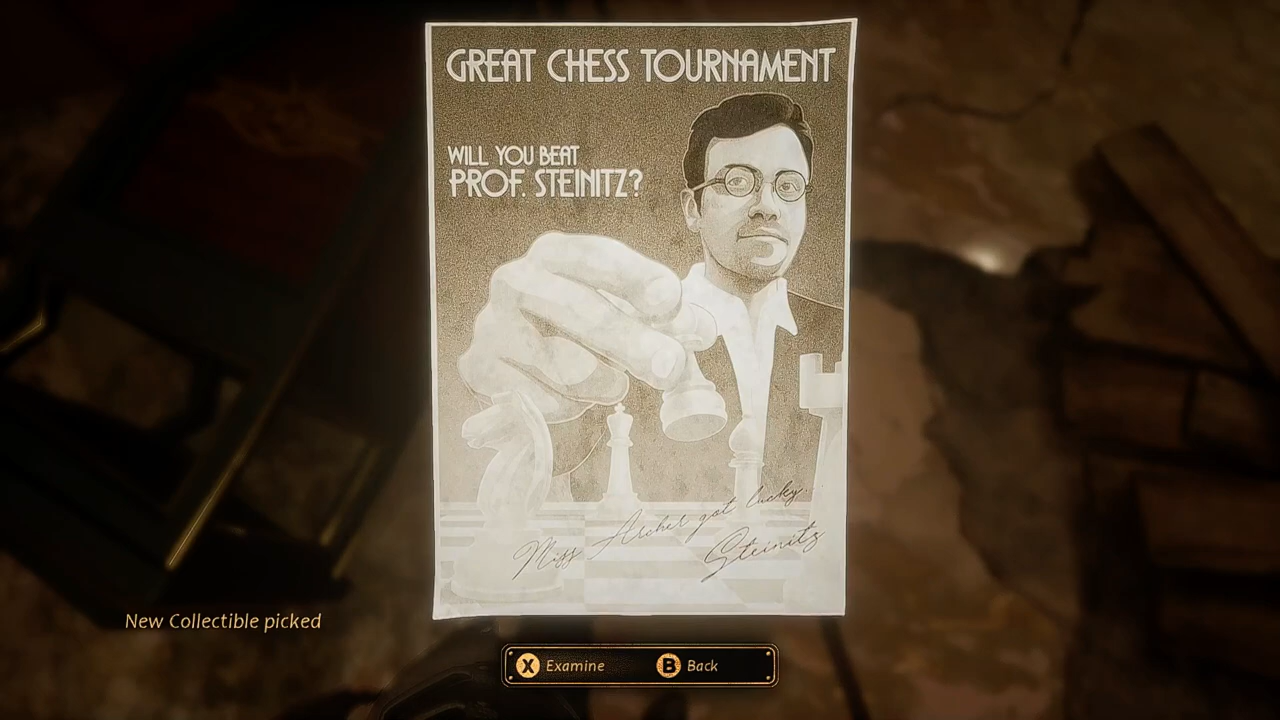 GREAT CHESS TOURNAMENT
WILL YOU BEAT
PROF. STEINITZ?
Miss Archer got lucky...
Steinitz
New Collectible picked
X Examine
B Back